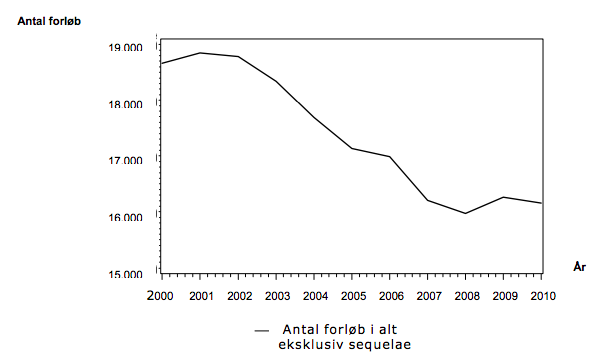 Antal forløb
19.000
18.000
17.000
16.000
15.000
År
2000 2001 2002 2003 2004 2005 2006 2007 2008 2009 2010
— Antal forløb i alt
eksklusiv sequelae